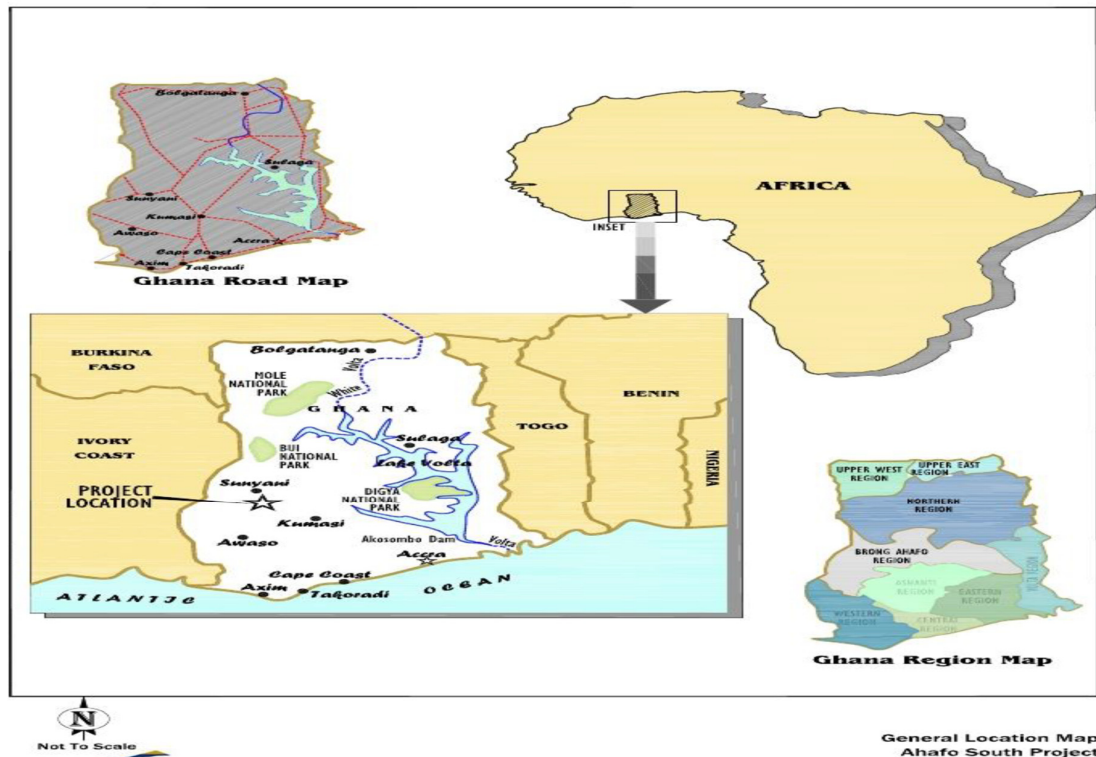 Bolgatanga
Sulaga
Sunyani
Kumasi
Awaso
Accra
Cape Coast
Axim
Takoradi
Ghana Road Map
AFRICA
INSET
BURKINA
FASO
Bolgatanga
MOLE
NATIONAL
PARK
White Volta
GHANA
BENIN
TOGO
IVORY
COAST
BUI
NATIONAL
PARK
Sulaga
Lake Volta
NIGERIA
PROJECT
LOCATION
Sunyani
DIGYA
NATIONAL
PARK
Kumasi
Awaso
Akosombo Dam
Volta
Accra
Cape Coast
Axim
Takoradi
ATLANTIC OCEAN
UPPER WEST
REGION
UPPER EAST
REGION
NORTHERN
REGION
BRONG AHAFO
REGION
ASHANTI
REGION
EASTERN
REGION
WESTERN
REGION
CENTRAL
REGION
Ghana Region Map
N
Not To Scale
General Location Map
Ahafo South Project